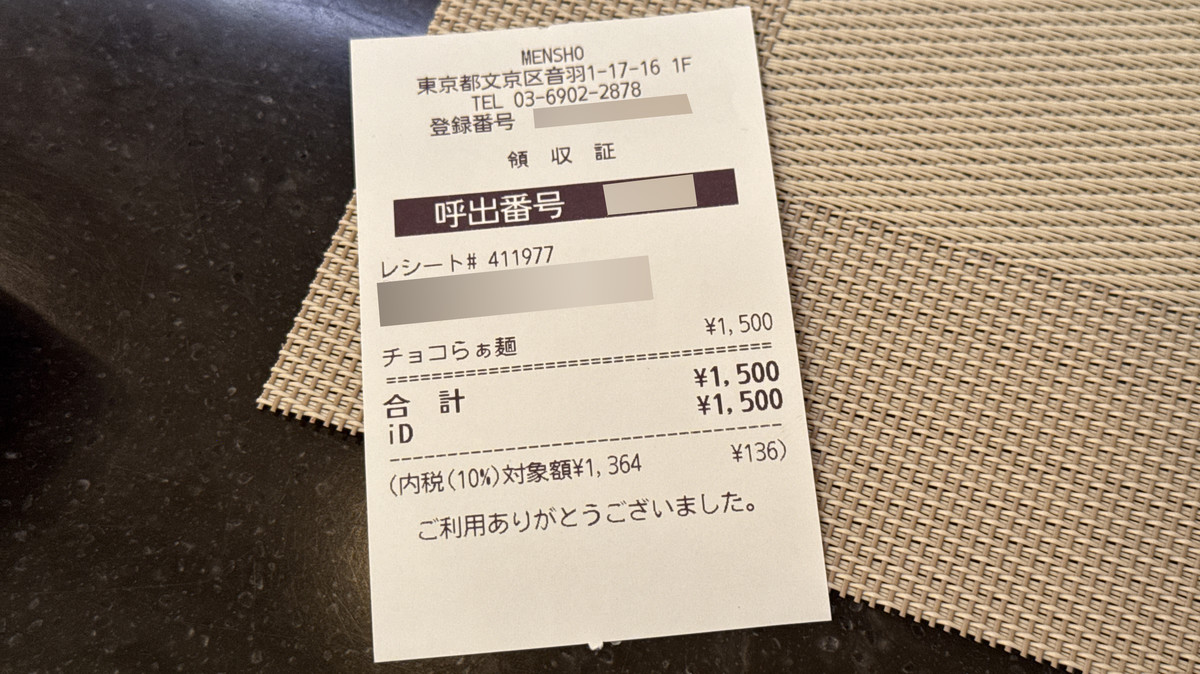 MENSHO
東京都文京区音羽1-17-16 1F
TEL 03-6902-2878
登録番号
領 収 証
呼出番号
レシート# 411977
チョコらぁ麺 ¥1,500
合 計 ¥1,500
iD ¥1,500
(内税(10%)対象額¥1,364 ¥136)
ご利用ありがとうございました。